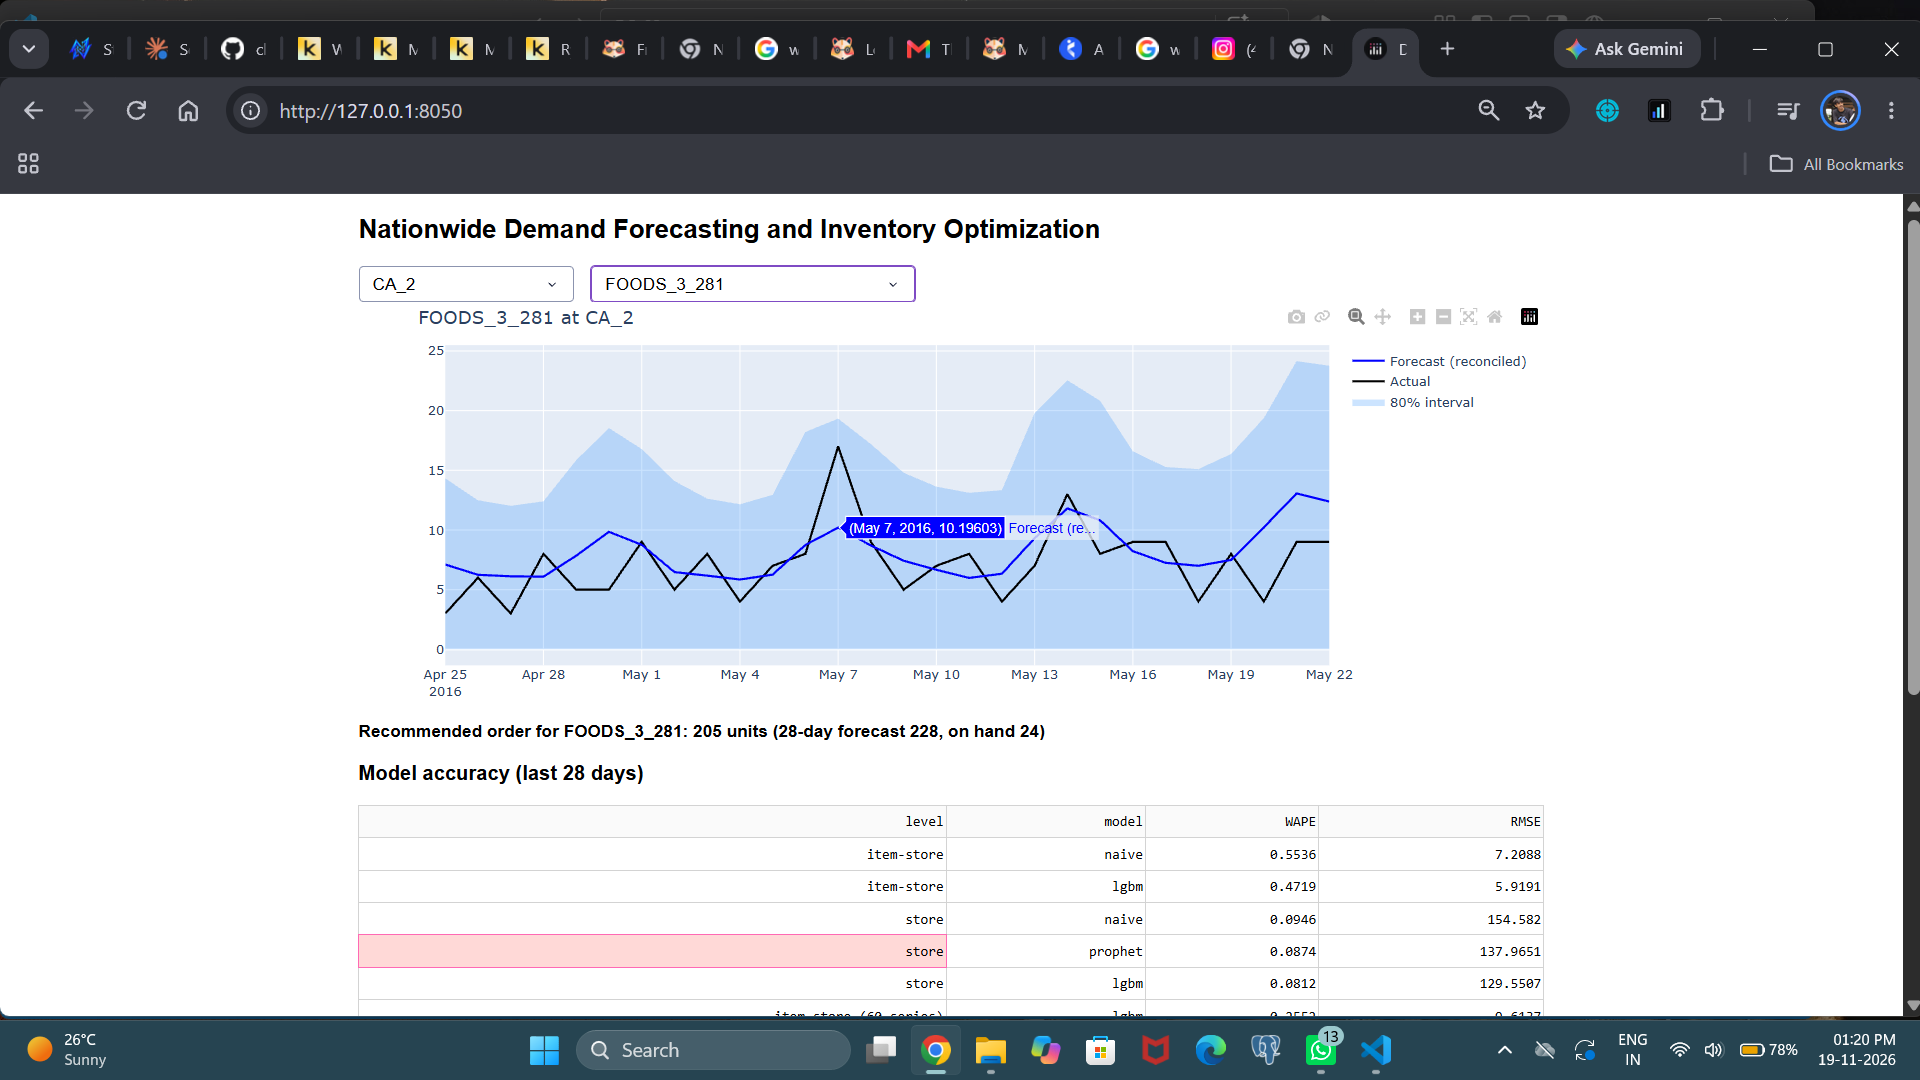 Ask Gemini
http://127.0.0.1:8050
All Bookmarks
Nationwide Demand Forecasting and Inventory Optimization
CA_2
FOODS_3_281
FOODS_3_281 at CA_2
25
20
15
10
5
0
Apr 25
2016
Apr 28
May 1
May 4
May 7
May 10
May 13
May 16
May 19
May 22
Forecast (reconciled)
Actual
80% interval
(May 7, 2016, 10.19603) Forecast (re...
Recommended order for FOODS_3_281: 205 units (28-day forecast 228, on hand 24)
Model accuracy (last 28 days)
level model WAPE RMSE
item-store naive 0.5536 7.2088
item-store lgbm 0.4719 5.9191
store naive 0.0946 154.582
store prophet 0.0874 137.9651
store lgbm 0.0812 129.5507
26°C
Sunny
Search
13
ENG
IN
78%
01:20 PM
19-11-2026